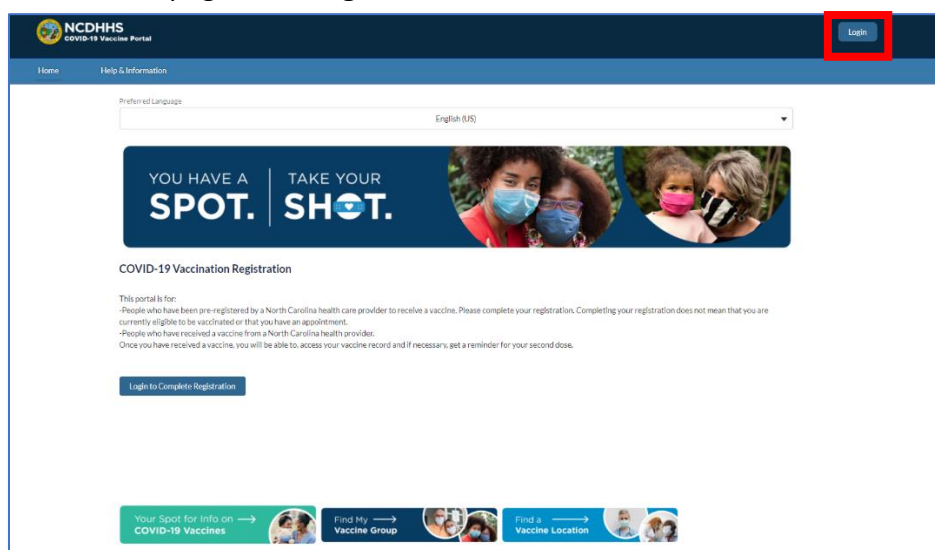 NCDHHS
COVID-19 Vaccine Portal
Login
Home Help & Information
Preferred Language
English (US)
YOU HAVE A
SPOT.
TAKE YOUR
SHOT.
COVID-19 Vaccination Registration
This portal is for:
-People who have been pre-registered by a North Carolina health care provider to receive a vaccine. Please complete your registration. Completing your registration does not mean that you are
currently eligible to be vaccinated or that you have an appointment.
-People who have received a vaccine from a North Carolina health provider.
Once you have received a vaccine, you will be able to, access your vaccine record and if necessary, get a reminder for your second dose.
Login to Complete Registration
Your Spot for Info on
COVID-19 Vaccines
Find My
Vaccine Group
Find a
Vaccine Location